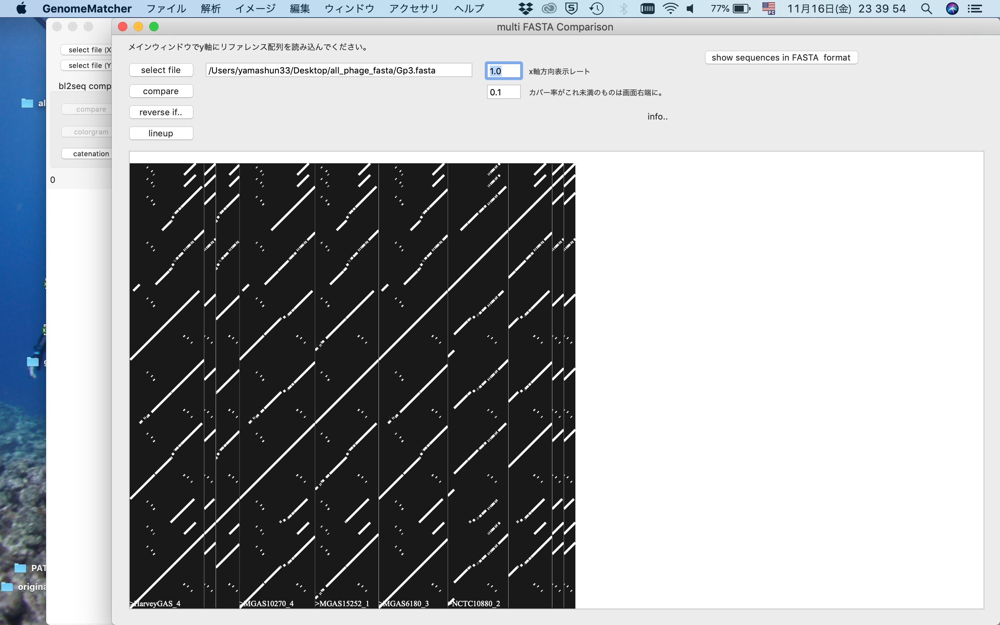 GenomeMatcher ファイル 解析 イメージ 編集 ウィンドウ アクセサリ ヘルプ 77% 11月16日(金) 23 39 54
multi FASTA Comparison
メインウィンドウでy軸にリファレンス配列を読み込んでください。
select file (X
select file (Y
bl2seq comp
compare
colorgram
catenation
0
select file /Users/yamashun33/Desktop/all_phage_fasta/Gp3.fasta 1.0 x軸方向表示レート
show sequences in FASTA format
compare 0.1 カバー率がこれ未満のものは画面右端に。
reverse if.. info..
lineup
al
g
PAT
origina
>HarveyGAS_4 >MGAS10270_4 >MGAS15252_1 >MGAS6180_3 >NCTC10880_2